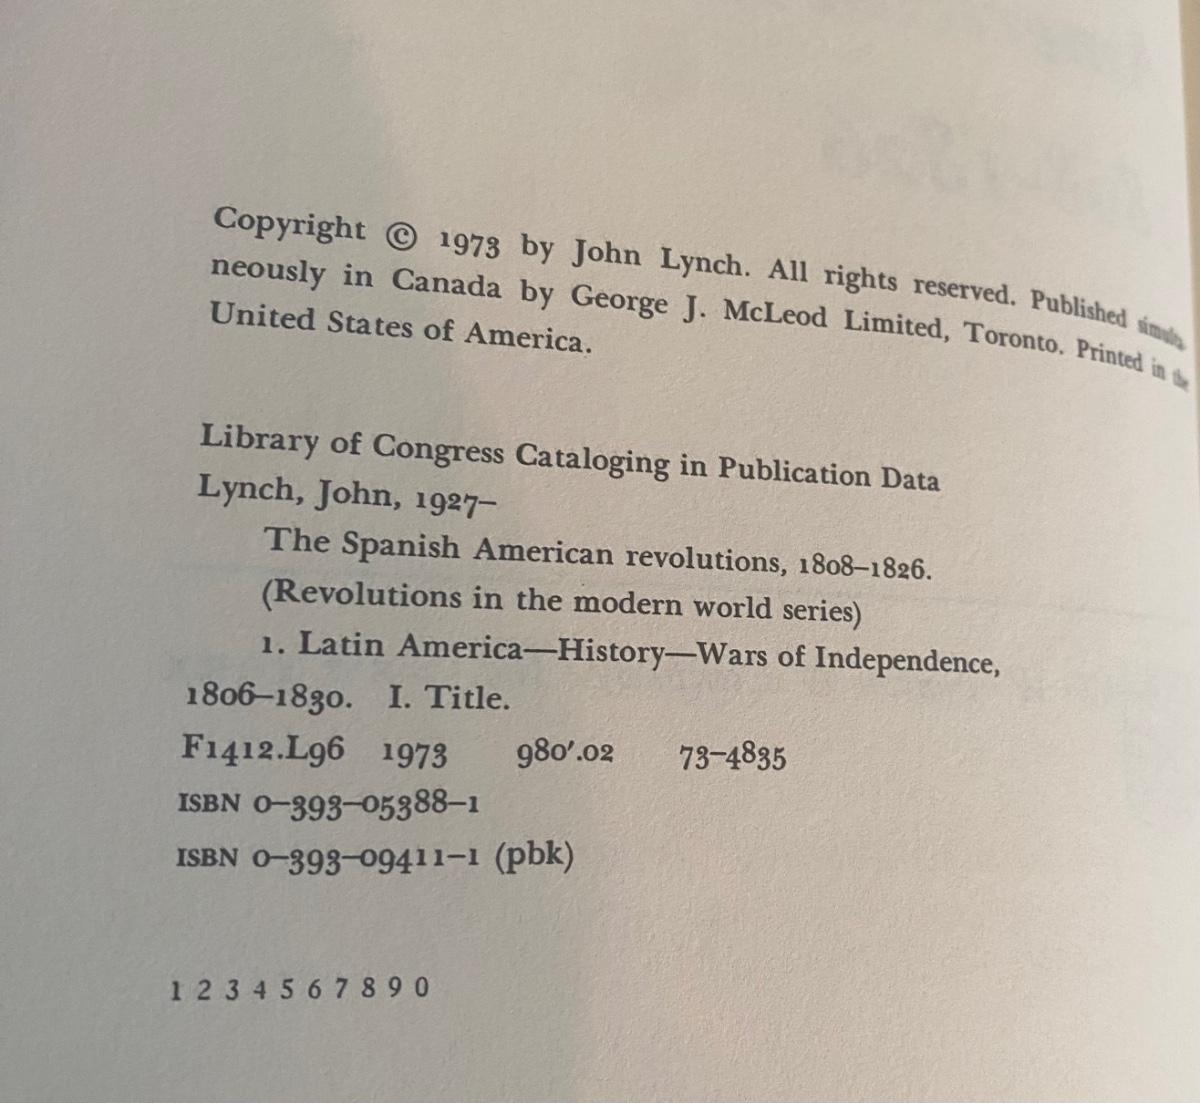 Copyright © 1973 by John Lynch. All rights reserved. Published simulta-
neously in Canada by George J. McLeod Limited, Toronto. Printed in the
United States of America.
Library of Congress Cataloging in Publication Data
Lynch, John, 1927–
The Spanish American revolutions, 1808–1826.
(Revolutions in the modern world series)
1. Latin America—History—Wars of Independence,
1806–1830. I. Title.
F1412.L96 1973 980′.02 73–4835
ISBN 0–393–05388–1
ISBN 0–393–09411–1 (pbk)
1 2 3 4 5 6 7 8 9 0